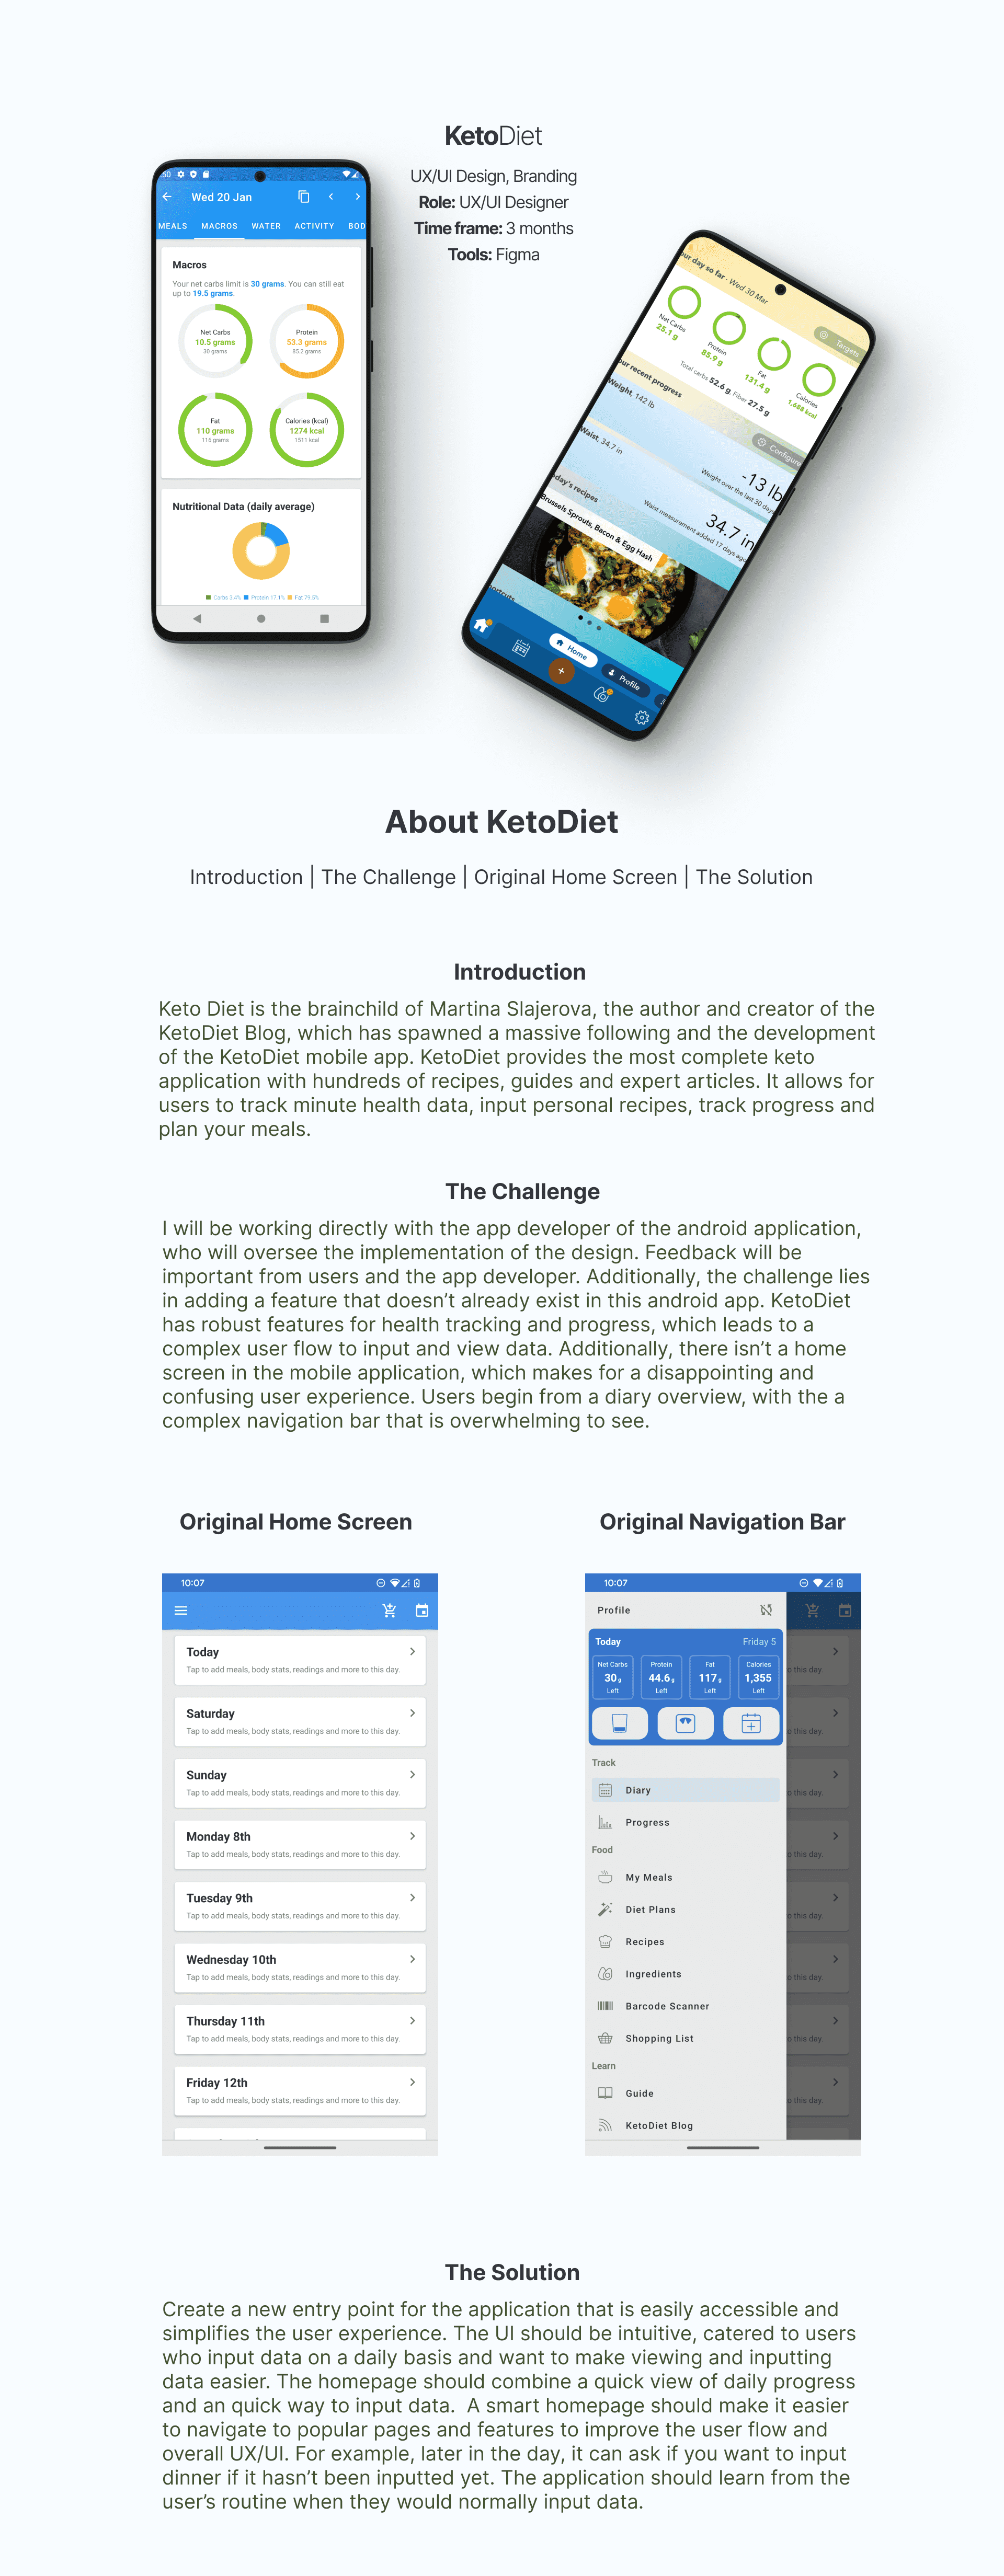 KetoDiet
UX/UI Design, Branding
Role: UX/UI Designer
Time frame: 3 months
Tools: Figma
:50
Wed 20 Jan
MEALS MACROS WATER ACTIVITY BOD
Macros
Your net carbs limit is 30 grams. You can still eat
up to 19.5 grams.
Net Carbs
10.5 grams
30 grams
Protein
53.3 grams
85.2 grams
Fat
110 grams
116 grams
Calories (kcal)
1274 kcal
1511 kcal
Nutritional Data (daily average)
Carbs 3.4% Protein 17.1% Fat 79.5%
our day so far - Wed 30 Mar
Targets
Net Carbs
25.1 g
Protein
85.9 g
Fat
131.4 g
Calories
1,688 kcal
Total carbs 52.6 g, Fiber 27.5 g
our recent progress
Configure
Weight, 142 lb
-13 lb
Weight over the last 30 days
Waist, 34.7 in
34.7 in
Waist measurement added 17 days ago
oday's recipes
Brussels Sprouts, Bacon & Egg Hash
ortcuts
Home
Profile
About KetoDiet
Introduction | The Challenge | Original Home Screen | The Solution
Introduction
Keto Diet is the brainchild of Martina Slajerova, the author and creator of the
KetoDiet Blog, which has spawned a massive following and the development
of the KetoDiet mobile app. KetoDiet provides the most complete keto
application with hundreds of recipes, guides and expert articles. It allows for
users to track minute health data, input personal recipes, track progress and
plan your meals.
The Challenge
I will be working directly with the app developer of the android application,
who will oversee the implementation of the design. Feedback will be
important from users and the app developer. Additionally, the challenge lies
in adding a feature that doesn't already exist in this android app. KetoDiet
has robust features for health tracking and progress, which leads to a
complex user flow to input and view data. Additionally, there isn't a home
screen in the mobile application, which makes for a disappointing and
confusing user experience. Users begin from a diary overview, with the a
complex navigation bar that is overwhelming to see.
Original Home Screen
10:07
Today
Tap to add meals, body stats, readings and more to this day.
Saturday
Tap to add meals, body stats, readings and more to this day.
Sunday
Tap to add meals, body stats, readings and more to this day.
Monday 8th
Tap to add meals, body stats, readings and more to this day.
Tuesday 9th
Tap to add meals, body stats, readings and more to this day.
Wednesday 10th
Tap to add meals, body stats, readings and more to this day.
Thursday 11th
Tap to add meals, body stats, readings and more to this day.
Friday 12th
Tap to add meals, body stats, readings and more to this day.
Original Navigation Bar
10:07
Profile
Today Friday 5
Net Carbs
30 g
Left
Protein
44.6 g
Left
Fat
117 g
Left
Calories
1,355
Left
Track
Diary
Progress
Food
My Meals
Diet Plans
Recipes
Ingredients
Barcode Scanner
Shopping List
Learn
Guide
KetoDiet Blog
o this day.
o this day.
o this day.
o this day.
o this day.
o this day.
o this day.
o this day.
The Solution
Create a new entry point for the application that is easily accessible and
simplifies the user experience. The UI should be intuitive, catered to users
who input data on a daily basis and want to make viewing and inputting
data easier. The homepage should combine a quick view of daily progress
and an quick way to input data.  A smart homepage should make it easier
to navigate to popular pages and features to improve the user flow and
overall UX/UI. For example, later in the day, it can ask if you want to input
dinner if it hasn't been inputted yet. The application should learn from the
user's routine when they would normally input data.